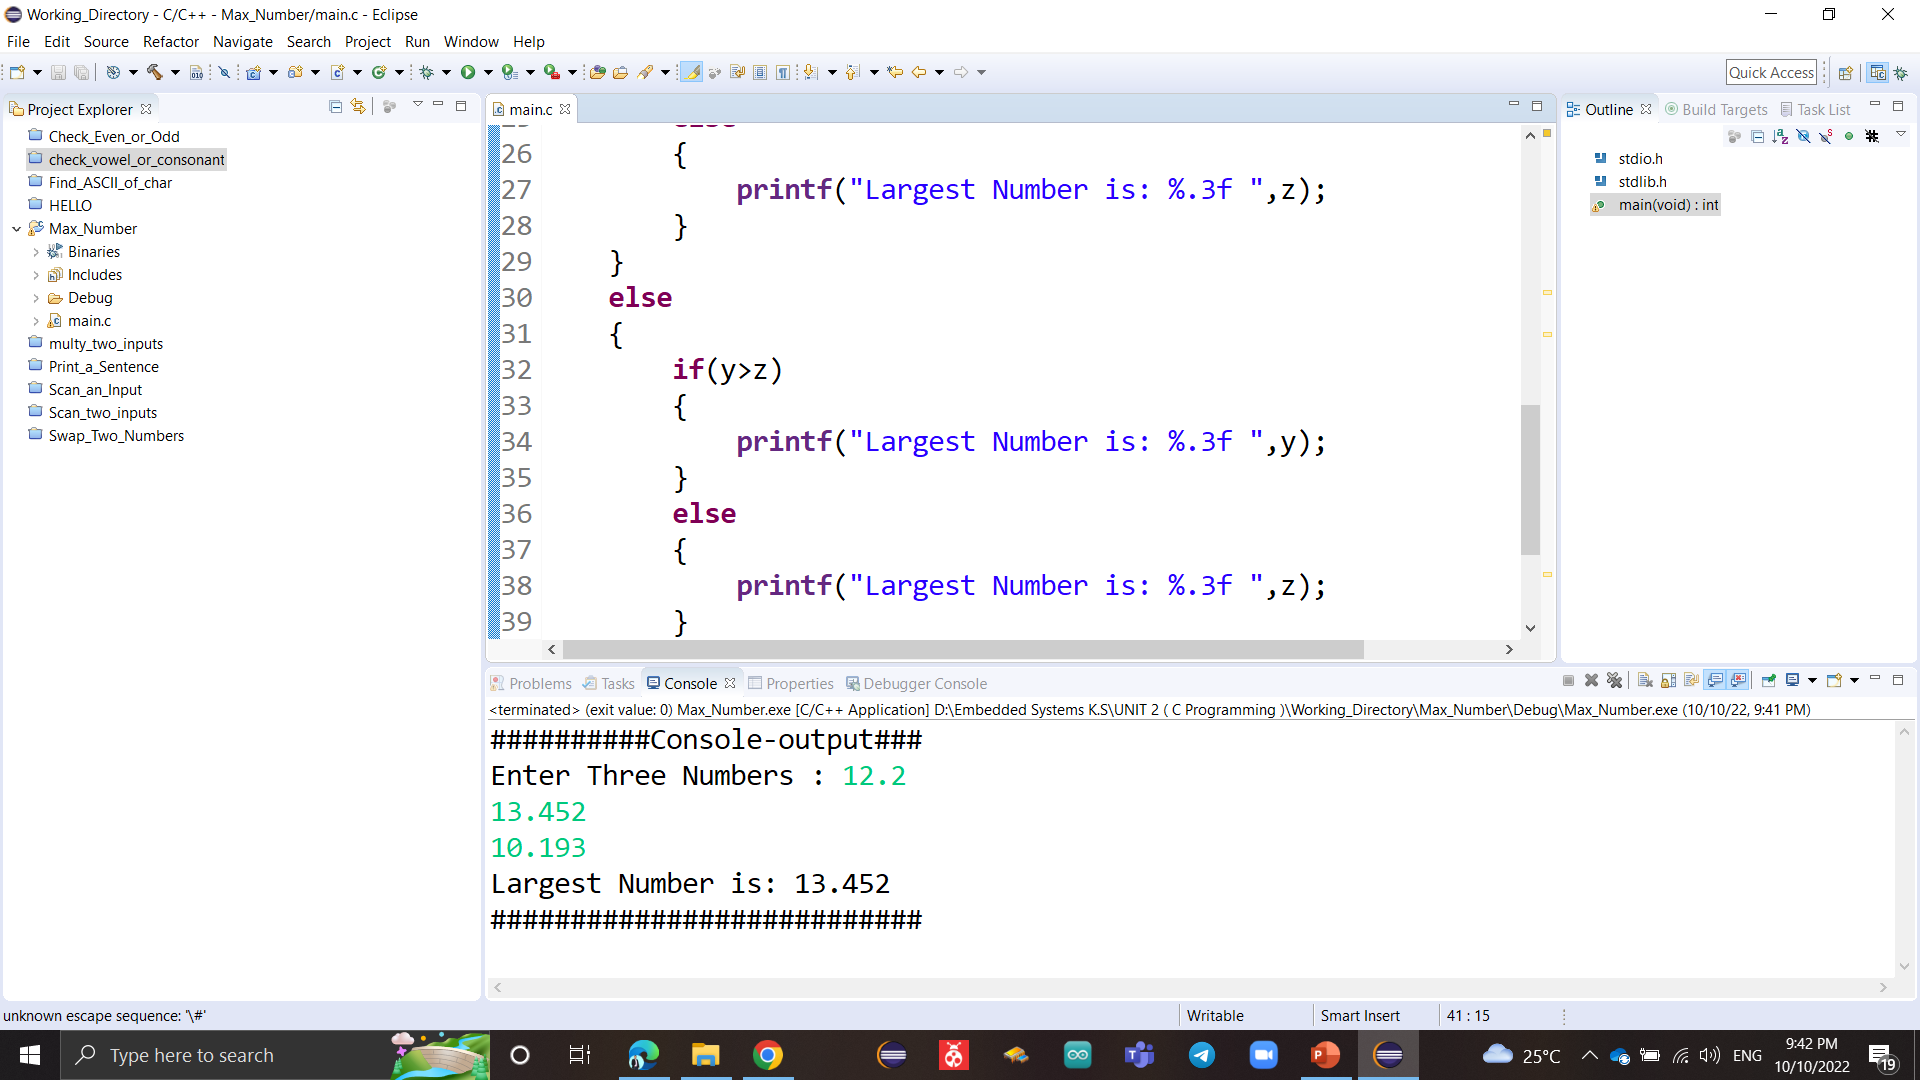 Working_Directory - C/C++ - Max_Number/main.c - Eclipse
File Edit Source Refactor Navigate Search Project Run Window Help
Quick Access
Project Explorer
Check_Even_or_Odd
check_vowel_or_consonant
Find_ASCII_of_char
HELLO
Max_Number
Binaries
Includes
Debug
main.c
multy_two_inputs
Print_a_Sentence
Scan_an_Input
Scan_two_inputs
Swap_Two_Numbers
main.c
26 {
27 printf("Largest Number is: %.3f ",z);
28 }
29 }
30 else
31 {
32 if(y>z)
33 {
34 printf("Largest Number is: %.3f ",y);
35 }
36 else
37 {
38 printf("Largest Number is: %.3f ",z);
39 }
Outline Build Targets Task List
stdio.h
stdlib.h
main(void) : int
Problems Tasks Console Properties Debugger Console
<terminated> (exit value: 0) Max_Number.exe [C/C++ Application] D:\Embedded Systems K.S\UNIT 2 ( C Programming )\Working_Directory\Max_Number\Debug\Max_Number.exe (10/10/22, 9:41 PM)
##########Console-output###
Enter Three Numbers : 12.2
13.452
10.193
Largest Number is: 13.452
###########################
unknown escape sequence: '\#'
Writable
Smart Insert
41 : 15
Type here to search
25°C
ENG
9:42 PM
10/10/2022
19